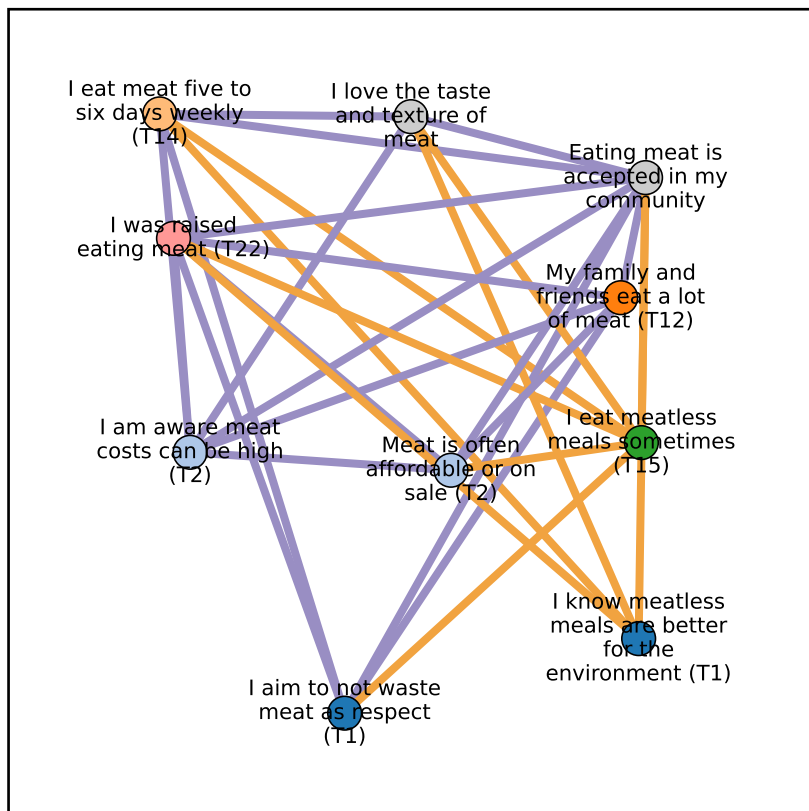 I eat meat five to
six days weekly
(T14)
I love the taste
and texture of
meat
Eating meat is
accepted in my
community
I was raised
eating meat (T22)
My family and
friends eat a lot
of meat (T12)
I am aware meat
costs can be high
(T2)
Meat is often
affordable or on
sale (T2)
I eat meatless
meals sometimes
(T15)
I know meatless
meals are better
for the
environment (T1)
I aim to not waste
meat as respect
(T1)